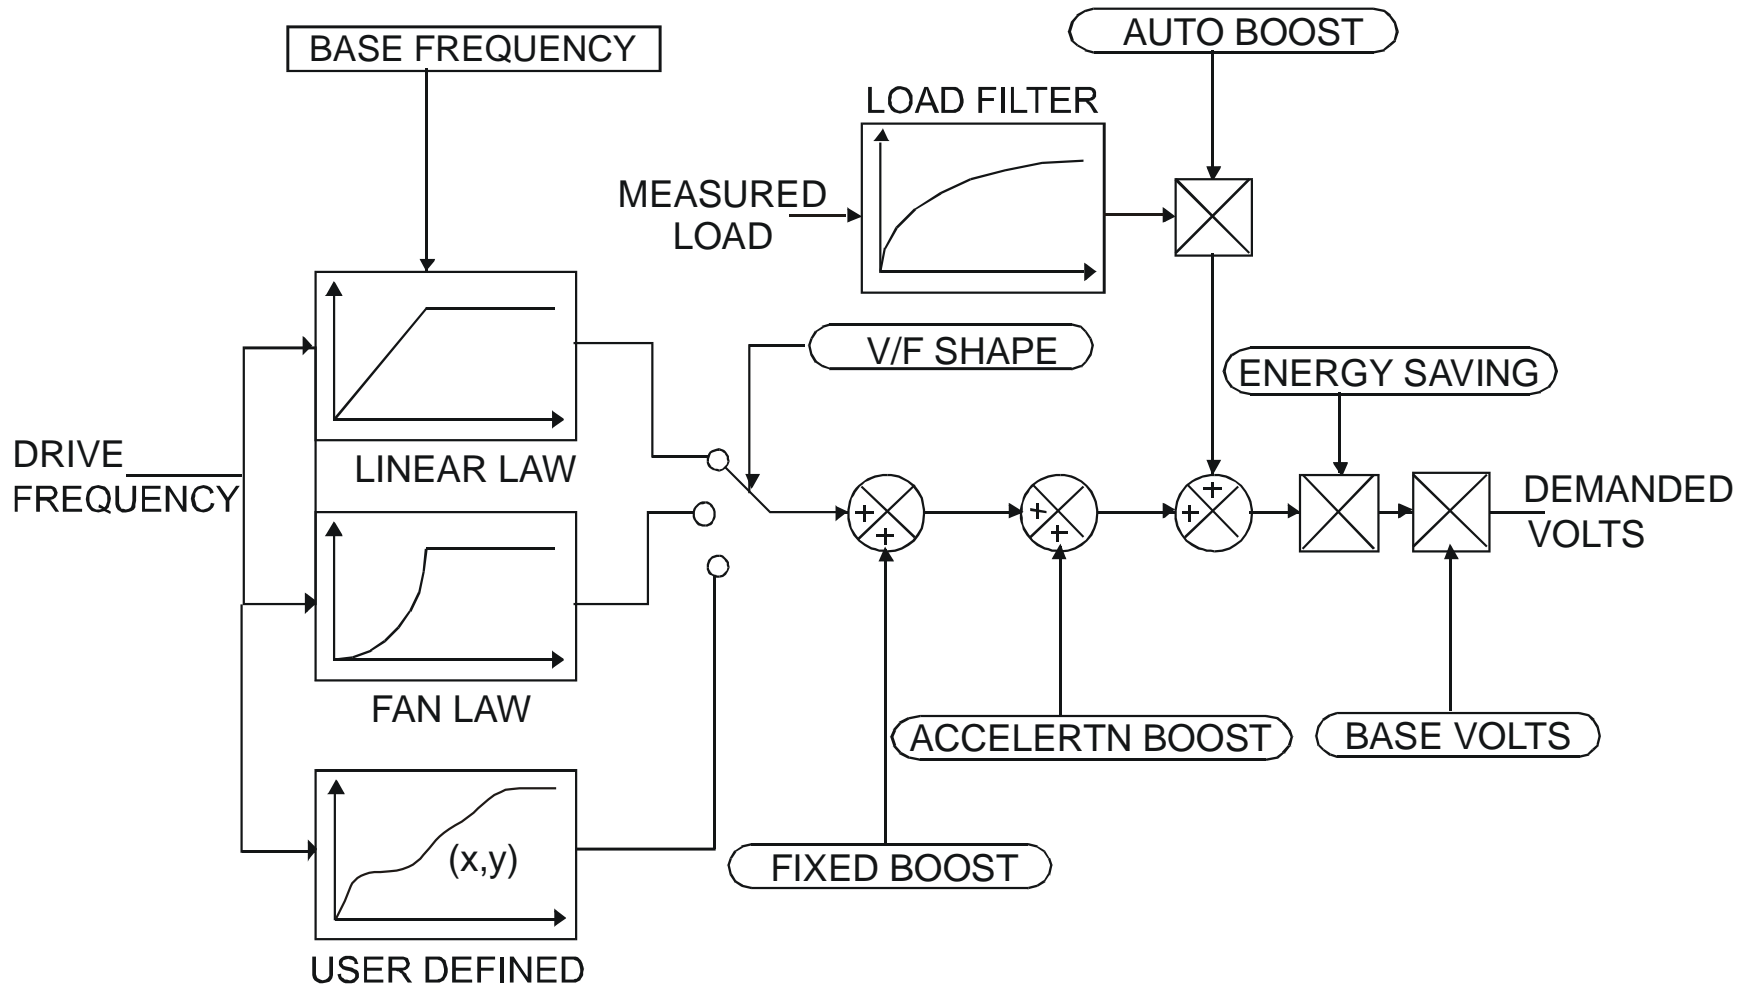 BASE FREQUENCY
AUTO BOOST
LOAD FILTER
MEASURED
LOAD
V/F SHAPE
ENERGY SAVING
DRIVE
FREQUENCY
LINEAR LAW
+
+
+
+
+
+
DEMANDED
VOLTS
FAN LAW
ACCELERTN BOOST
BASE VOLTS
(x,y)
FIXED BOOST
USER DEFINED